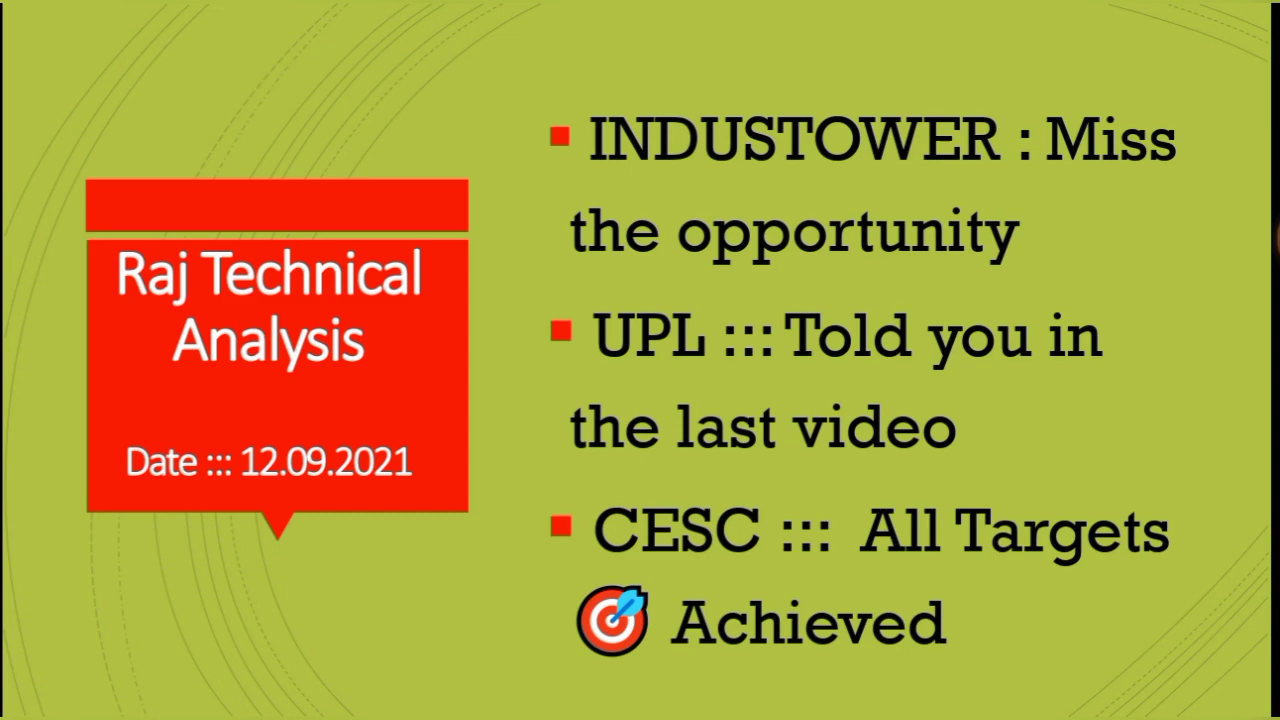 Raj Technical
Analysis
Date ::: 12.09.2021
INDUSTOWER : Miss
the opportunity
UPL ::: Told you in
the last video
CESC ::: All Targets
🎯 Achieved